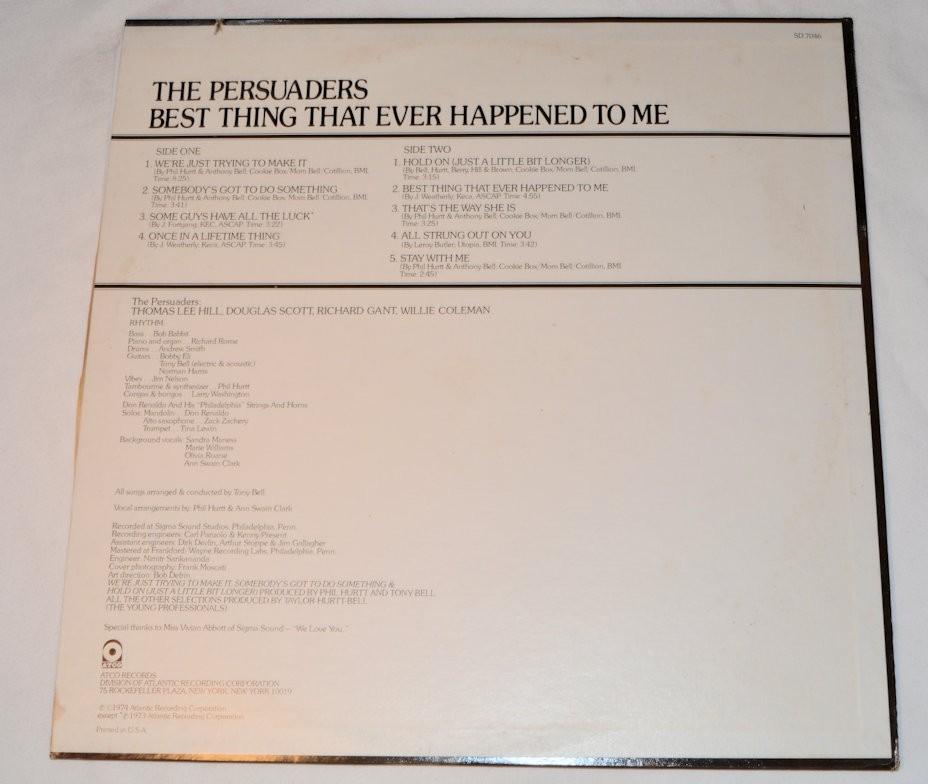 SD 7046
THE PERSUADERS
BEST THING THAT EVER HAPPENED TO ME
SIDE ONE
1. WE'RE JUST TRYING TO MAKE IT
(By Phil Hurtt & Anthony Bell; Cookie Box/Mom Bell/Cotillion, BMI.
Time: 8:25)
2. SOMEBODY'S GOT TO DO SOMETHING
(By Phil Hurtt & Anthony Bell; Cookie Box/Mom Bell/Cotillion, BMI.
Time: 3:41)
3. SOME GUYS HAVE ALL THE LUCK*
(By J. Fortgang; KEC, ASCAP. Time: 3:22)
4. ONCE IN A LIFETIME THING
(By J. Weatherly; Keca, ASCAP. Time: 3:45)
SIDE TWO
1. HOLD ON (JUST A LITTLE BIT LONGER)
(By Bell, Hurtt, Berry, Hill & Brown; Cookie Box/Mom Bell/Cotillion, BMI.
Time: 3:15)
2. BEST THING THAT EVER HAPPENED TO ME
(By J. Weatherly; Keca, ASCAP. Time: 4:55)
3. THAT'S THE WAY SHE IS
(By Phil Hurtt & Anthony Bell; Cookie Box/Mom Bell/Cotillion, BMI.
Time: 3:25)
4. ALL STRUNG OUT ON YOU
(By Leroy Butler; Utopia, BMI. Time: 3:42)
5. STAY WITH ME
(By Phil Hurtt & Anthony Bell; Cookie Box/Mom Bell/Cotillion, BMI.
Time: 2:45)
The Persuaders:
THOMAS LEE HILL, DOUGLAS SCOTT, RICHARD GANT, WILLIE COLEMAN
RHYTHM:
Bass . . Bob Babbit
Piano and organ . . Richard Rome
Drums . . Andrew Smith
Guitars . . Bobby Eli
Tony Bell (electric & acoustic)
Norman Harris
Vibes . . Jim Nelson
Tambourine & synthesizer . . Phil Hurtt
Congas & bongos . . Larry Washington
Don Renaldo And His "Philadelphia" Strings And Horns
Solos: Mandolin . . Don Renaldo
Alto saxophone . . Zack Zachery
Trumpet . . Tina Lewin
Background vocals: Sandra Maness
Marie Williams
Olivia Ruane
Ann Swain Clark
All songs arranged & conducted by Tony Bell
Vocal arrangements by: Phil Hurtt & Ann Swain Clark
Recorded at Sigma Sound Studios, Philadelphia, Penn.
Recording engineers: Carl Paruolo & Kenny Present
Assistant engineers: Dirk Devlin, Arthur Stoppe & Jim Gallagher
Mastered at Frankford/Wayne Recording Labs, Philadelphia, Penn.
Engineer: Nimitr Sarikananda
Cover photography: Frank Moscati
Art direction: Bob Defrin
WE'RE JUST TRYING TO MAKE IT, SOMEBODY'S GOT TO DO SOMETHING &
HOLD ON (JUST A LITTLE BIT LONGER) PRODUCED BY PHIL HURTT AND TONY BELL
ALL THE OTHER SELECTIONS PRODUCED BY TAYLOR-HURTT-BELL
(THE YOUNG PROFESSIONALS)
Special thanks to Miss Vivian Abbott of Sigma Sound – "We Love You."
ATCO
ATCO RECORDS
DIVISION OF ATLANTIC RECORDING CORPORATION
75 ROCKEFELLER PLAZA, NEW YORK, NEW YORK 10019
℗ ©1974 Atlantic Recording Corporation
except *℗ 1973 Atlantic Recording Corporation
Printed in U.S.A.